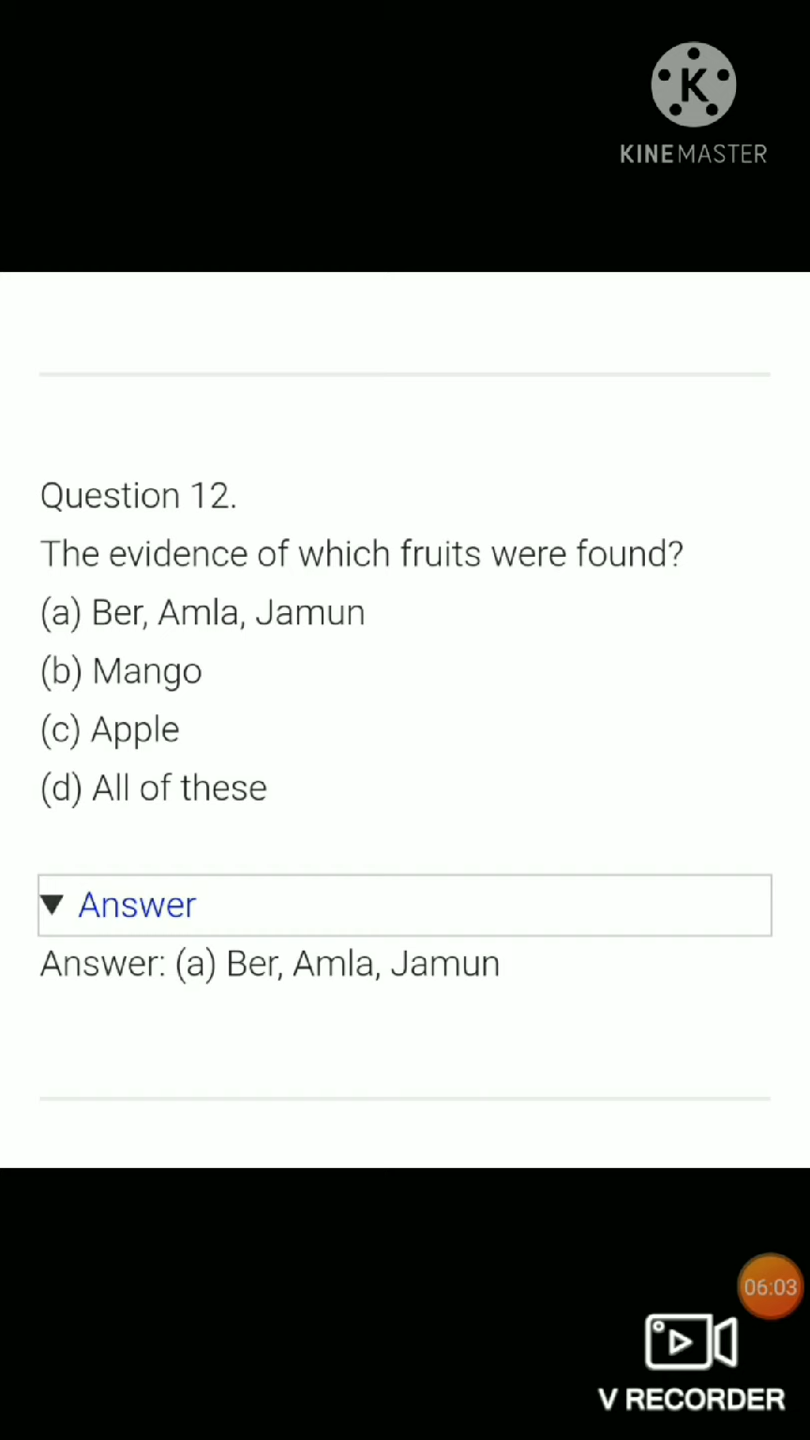 K
KINEMASTER
Question 12.
The evidence of which fruits were found?
(a) Ber, Amla, Jamun
(b) Mango
(c) Apple
(d) All of these
Answer
Answer: (a) Ber, Amla, Jamun
06:03
V RECORDER